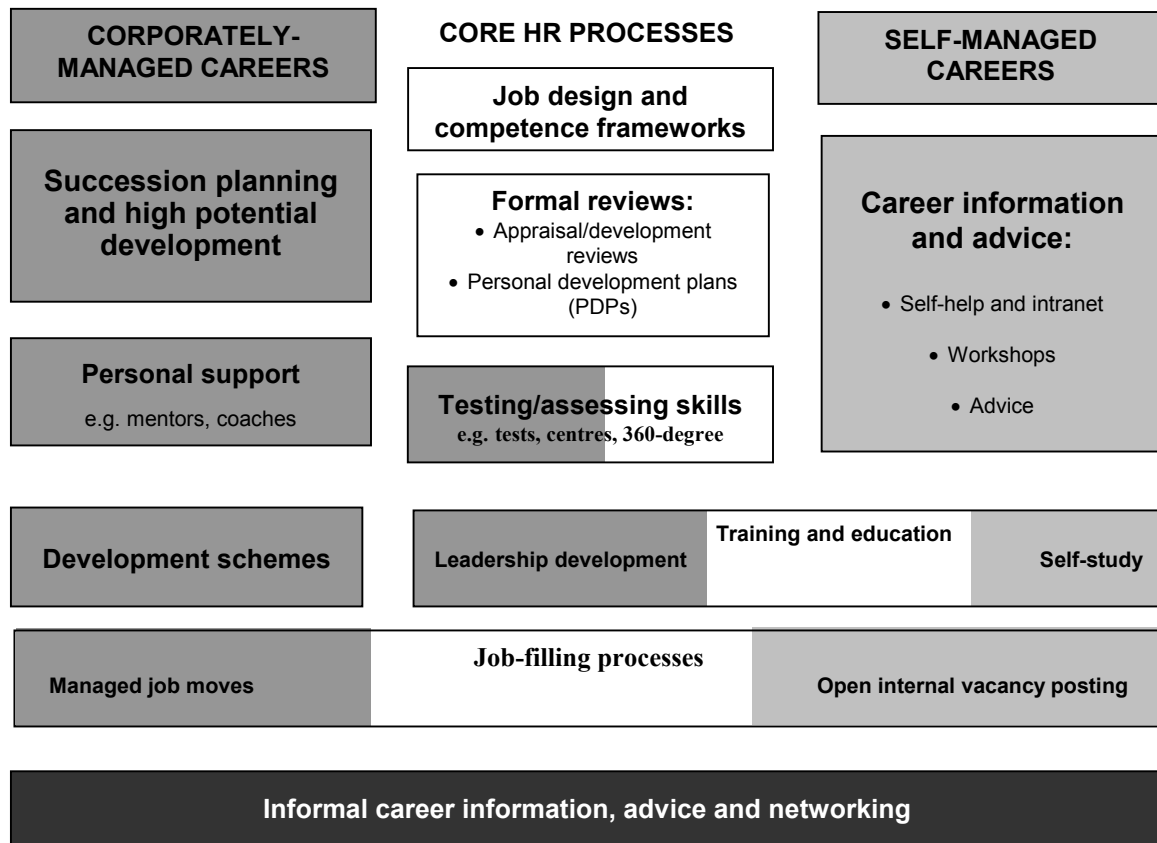 CORPORATELY-
MANAGED CAREERS
CORE HR PROCESSES
SELF-MANAGED
CAREERS
Job design and
competence frameworks
Succession planning
and high potential
development
Formal reviews:
• Appraisal/development
reviews
• Personal development plans
(PDPs)
Career information
and advice:
• Self-help and intranet
• Workshops
• Advice
Personal support
e.g. mentors, coaches
Testing/assessing skills
e.g. tests, centres, 360-degree
Development schemes
Leadership development
Training and education
Self-study
Job-filling processes
Managed job moves
Open internal vacancy posting
Informal career information, advice and networking